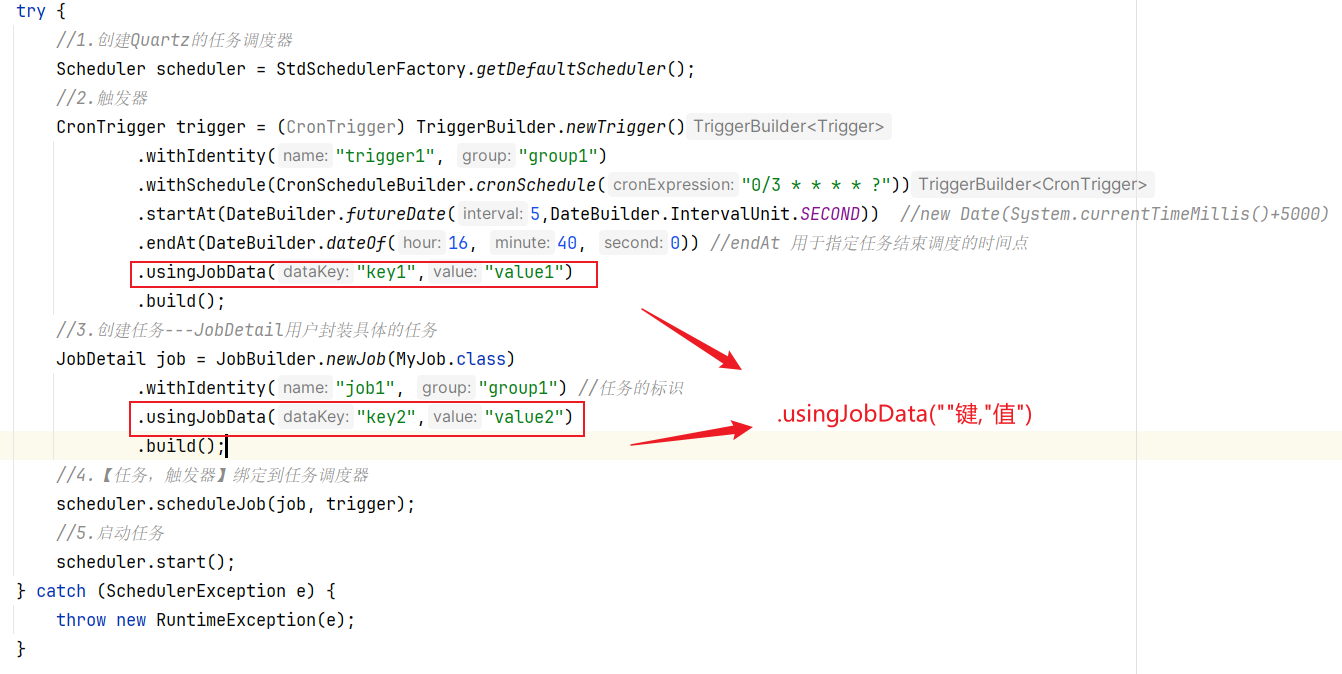 try {
//1.创建Quartz的任务调度器
Scheduler scheduler = StdSchedulerFactory.getDefaultScheduler();
//2.触发器
CronTrigger trigger = (CronTrigger) TriggerBuilder.newTrigger() TriggerBuilder<Trigger>
.withIdentity( name: "trigger1", group: "group1")
.withSchedule(CronScheduleBuilder.cronSchedule( cronExpression: "0/3 * * * * ?")) TriggerBuilder<CronTrigger>
.startAt(DateBuilder.futureDate( interval: 5,DateBuilder.IntervalUnit.SECOND)) //new Date(System.currentTimeMillis()+5000)
.endAt(DateBuilder.dateOf( hour: 16, minute: 40, second: 0)) //endAt 用于指定任务结束调度的时间点
.usingJobData( dataKey: "key1", value: "value1")
.build();
//3.创建任务---JobDetail用户封装具体的任务
JobDetail job = JobBuilder.newJob(MyJob.class)
.withIdentity( name: "job1", group: "group1") //任务的标识
.usingJobData( dataKey: "key2", value: "value2")
.usingJobData(""键,"值")
.build();
//4.【任务，触发器】绑定到任务调度器
scheduler.scheduleJob(job, trigger);
//5.启动任务
scheduler.start();
} catch (SchedulerException e) {
throw new RuntimeException(e);
}